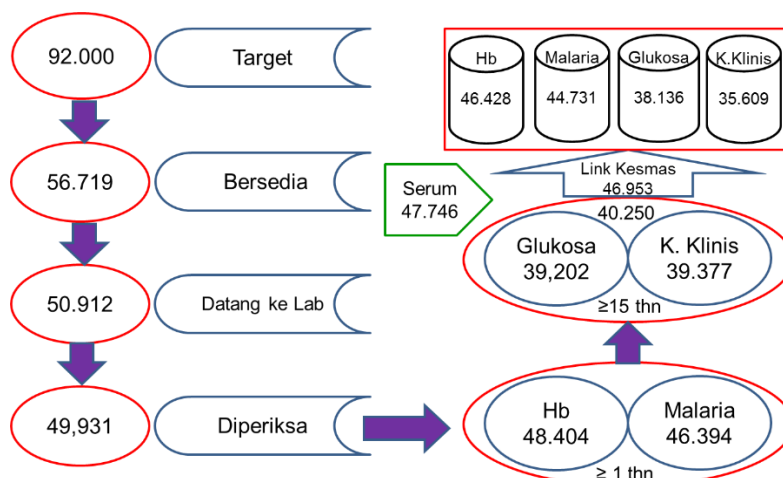 92.000
Target
56.719
Bersedia
50.912
Datang ke Lab
49,931
Diperiksa
Hb
46.428
Malaria
44.731
Glukosa
38.136
K.Klinis
35.609
Serum
47.746
Link Kesmas
46.953
40.250
Glukosa
39,202
K. Klinis
39.377
≥15 thn
Hb
48.404
Malaria
46.394
≥ 1 thn